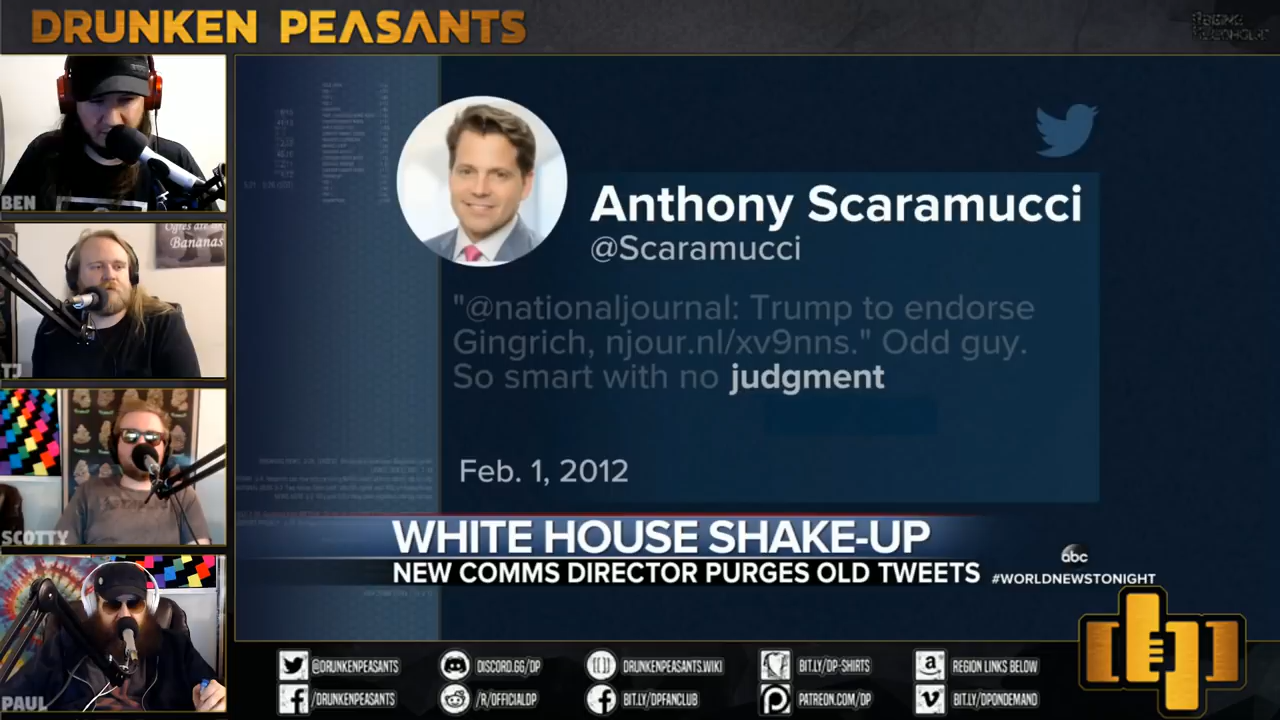 DRUNKEN PEASANTS
BEN
Bananas
TJ
SCOTTY
PAUL
Anthony Scaramucci
@Scaramucci
"@nationaljournal: Trump to endorse
Gingrich, njour.nl/xv9nns." Odd guy.
So smart with no judgment
Feb. 1, 2012
WHITE HOUSE SHAKE-UP
NEW COMMS DIRECTOR PURGES OLD TWEETS
abc
#WORLDNEWSTONIGHT
@DRUNKENPEASANTS
DISCORD.GG/DP
DRUNKENPEASANTS.WIKI
BIT.LY/DP-SHIRTS
REGION LINKS BELOW
/DRUNKENPEASANTS
/R/OFFICIALDP
BIT.LY/DPFANCLUB
PATREON.COM/DP
BIT.LY/DPONDEMAND